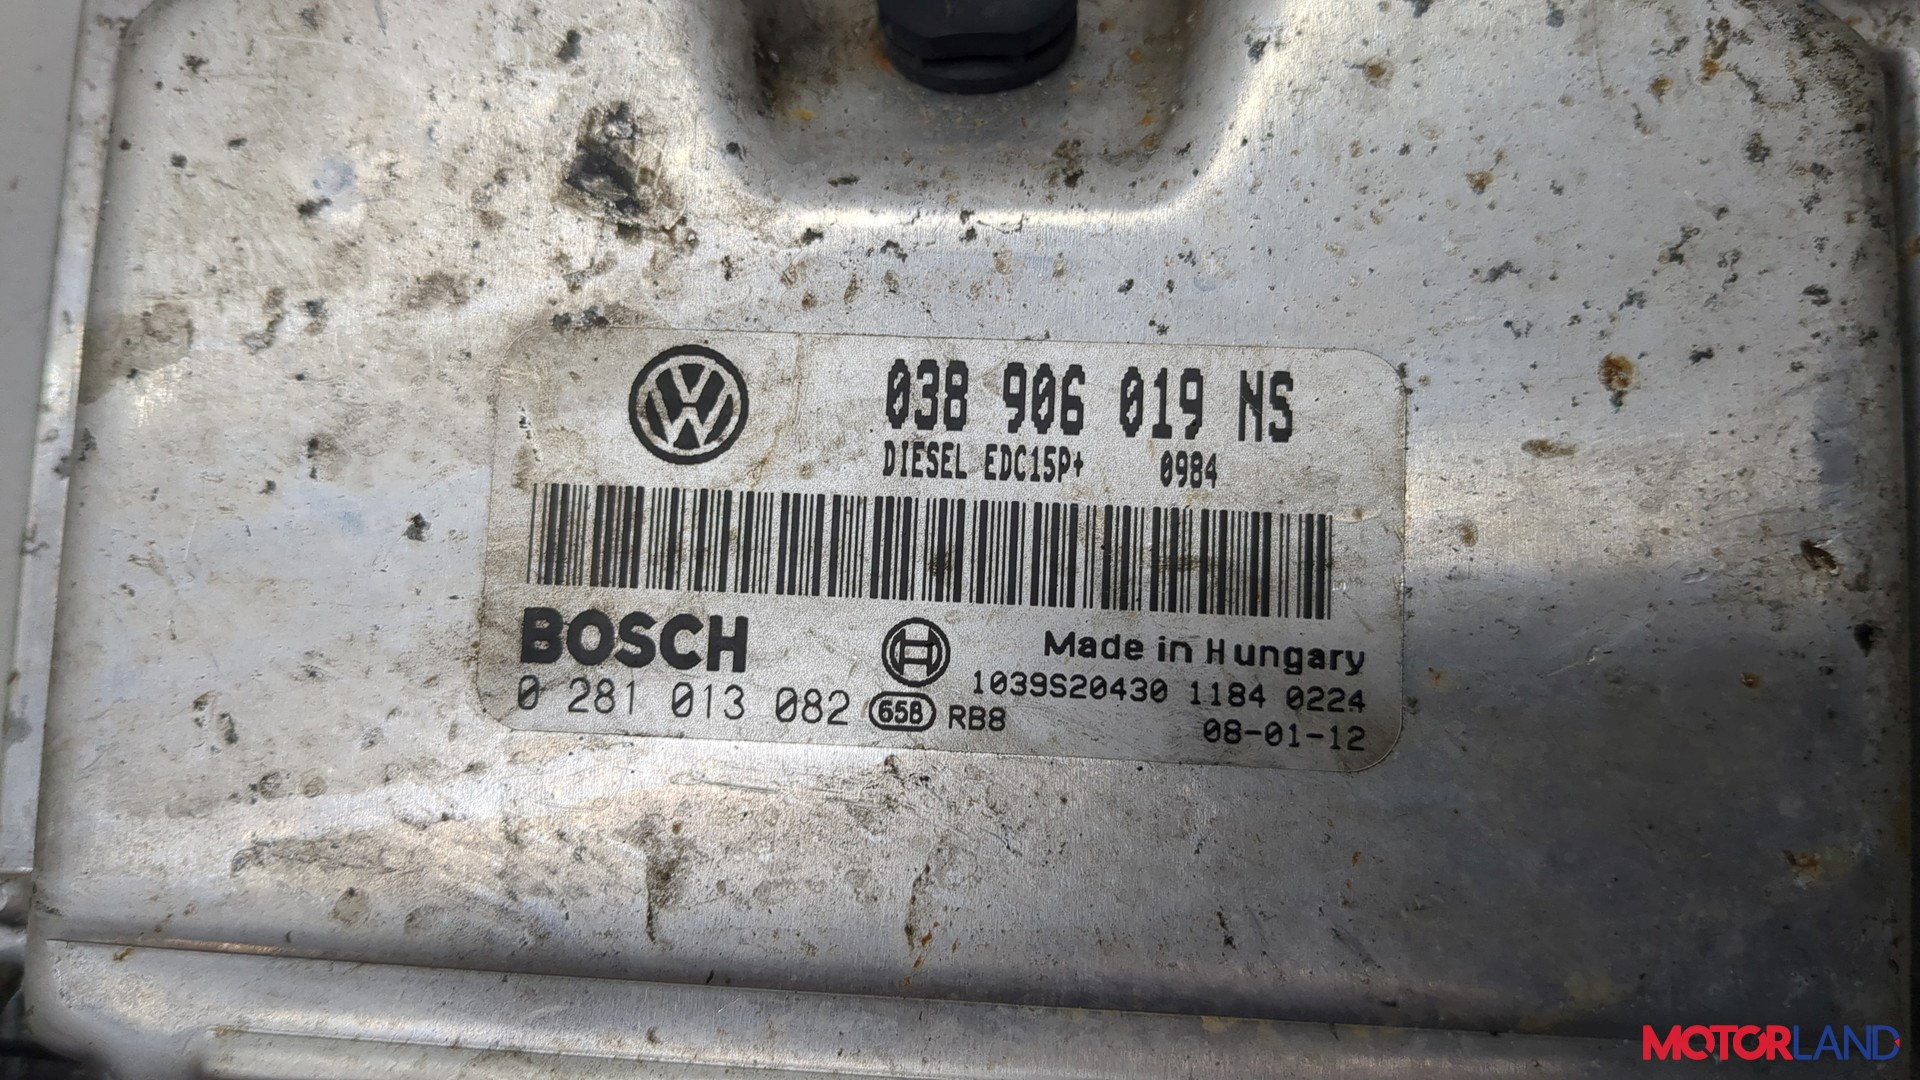 038 906 019 NS
DIESEL EDC15P+ 0984
BOSCH
Made in Hungary
0 281 013 082
658
RB8
1039S20430 1184 0224
08-01-12
MOTORLAND